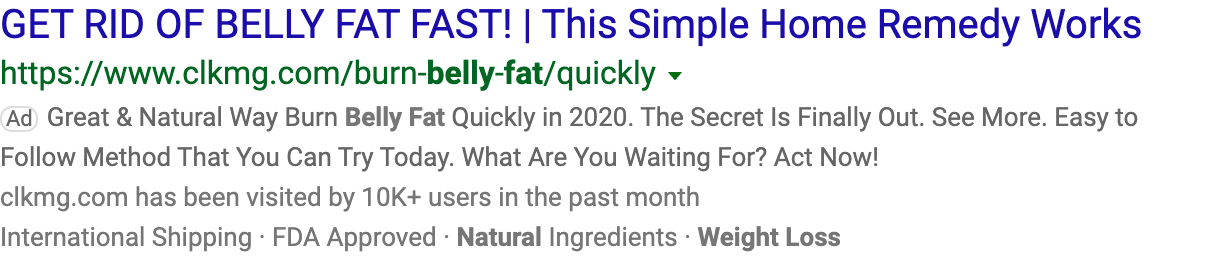 GET RID OF BELLY FAT FAST! | This Simple Home Remedy Works
https://www.clkmg.com/burn-belly-fat/quickly
Ad Great & Natural Way Burn Belly Fat Quickly in 2020. The Secret Is Finally Out. See More. Easy to
Follow Method That You Can Try Today. What Are You Waiting For? Act Now!
clkmg.com has been visited by 10K+ users in the past month
International Shipping · FDA Approved · Natural Ingredients · Weight Loss